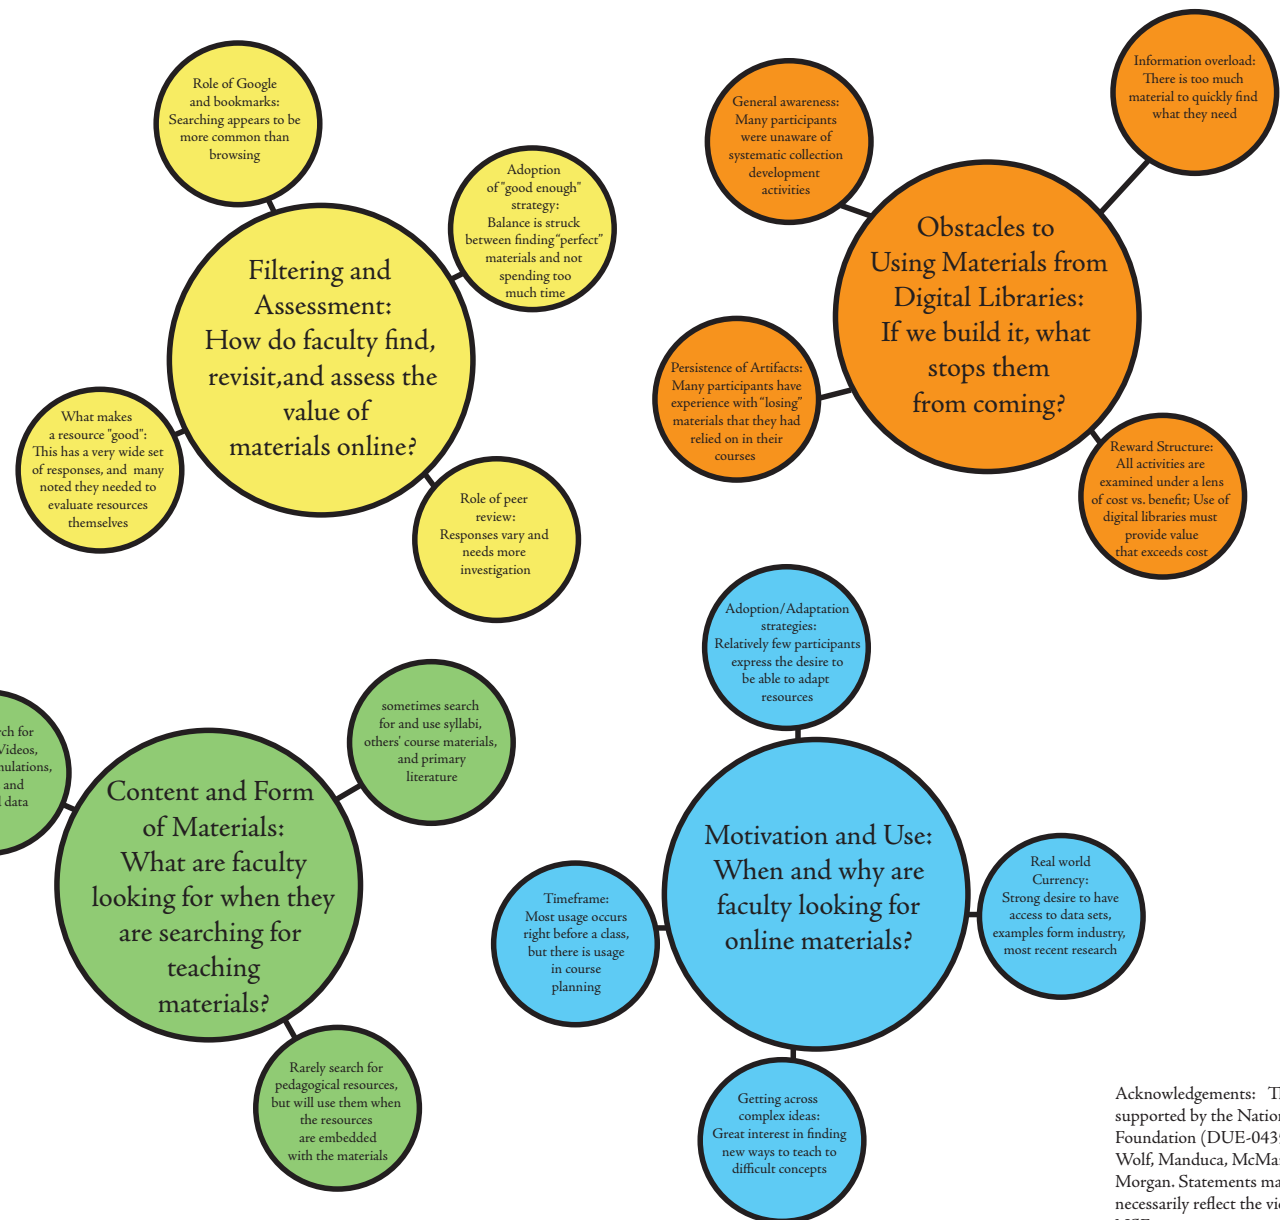 Role of Google
and bookmarks:
Searching appears to be
more common than
browsing
Adoption
of "good enough"
strategy:
Balance is struck
between finding "perfect"
materials and not
spending too
much time
Filtering and
Assessment:
How do faculty find,
revisit,and assess the
value of
materials online?
What makes
a resource "good":
This has a very wide set
of responses, and many
noted they needed to
evaluate resources
themselves
Role of peer
review:
Responses vary and
needs more
investigation
General awareness:
Many participants
were unaware of
systematic collection
development
activities
Information overload:
There is too much
material to quickly find
what they need
Obstacles to
Using Materials from
Digital Libraries:
If we build it, what
stops them
from coming?
Persistence of Artifacts:
Many participants have
experience with "losing"
materials that they had
relied on in their
courses
Reward Structure:
All activities are
examined under a lens
of cost vs. benefit; Use of
digital libraries must
provide value
that exceeds cost
for
Videos,
and
data
sometimes search
for and use syllabi,
others' course materials,
and primary
literature
Content and Form
of Materials:
What are faculty
looking for when they
are searching for
teaching
materials?
Rarely search for
pedagogical resources,
but will use them when
the resources
are embedded
with the materials
Adoption/Adaptation
strategies:
Relatively few participants
express the desire to
be able to adapt
resources
Motivation and Use:
When and why are
faculty looking for
online materials?
Timeframe:
Most usage occurs
right before a class,
but there is usage
in course
planning
Real world
Currency:
Strong desire to have
access to data sets,
examples form industry,
most recent research
Getting across
complex ideas:
Great interest in finding
new ways to teach to
difficult concepts
Acknowledgements:
supported by the
Foundation
Wolf, Manduca,
Morgan. Statements
necessarily reflect the